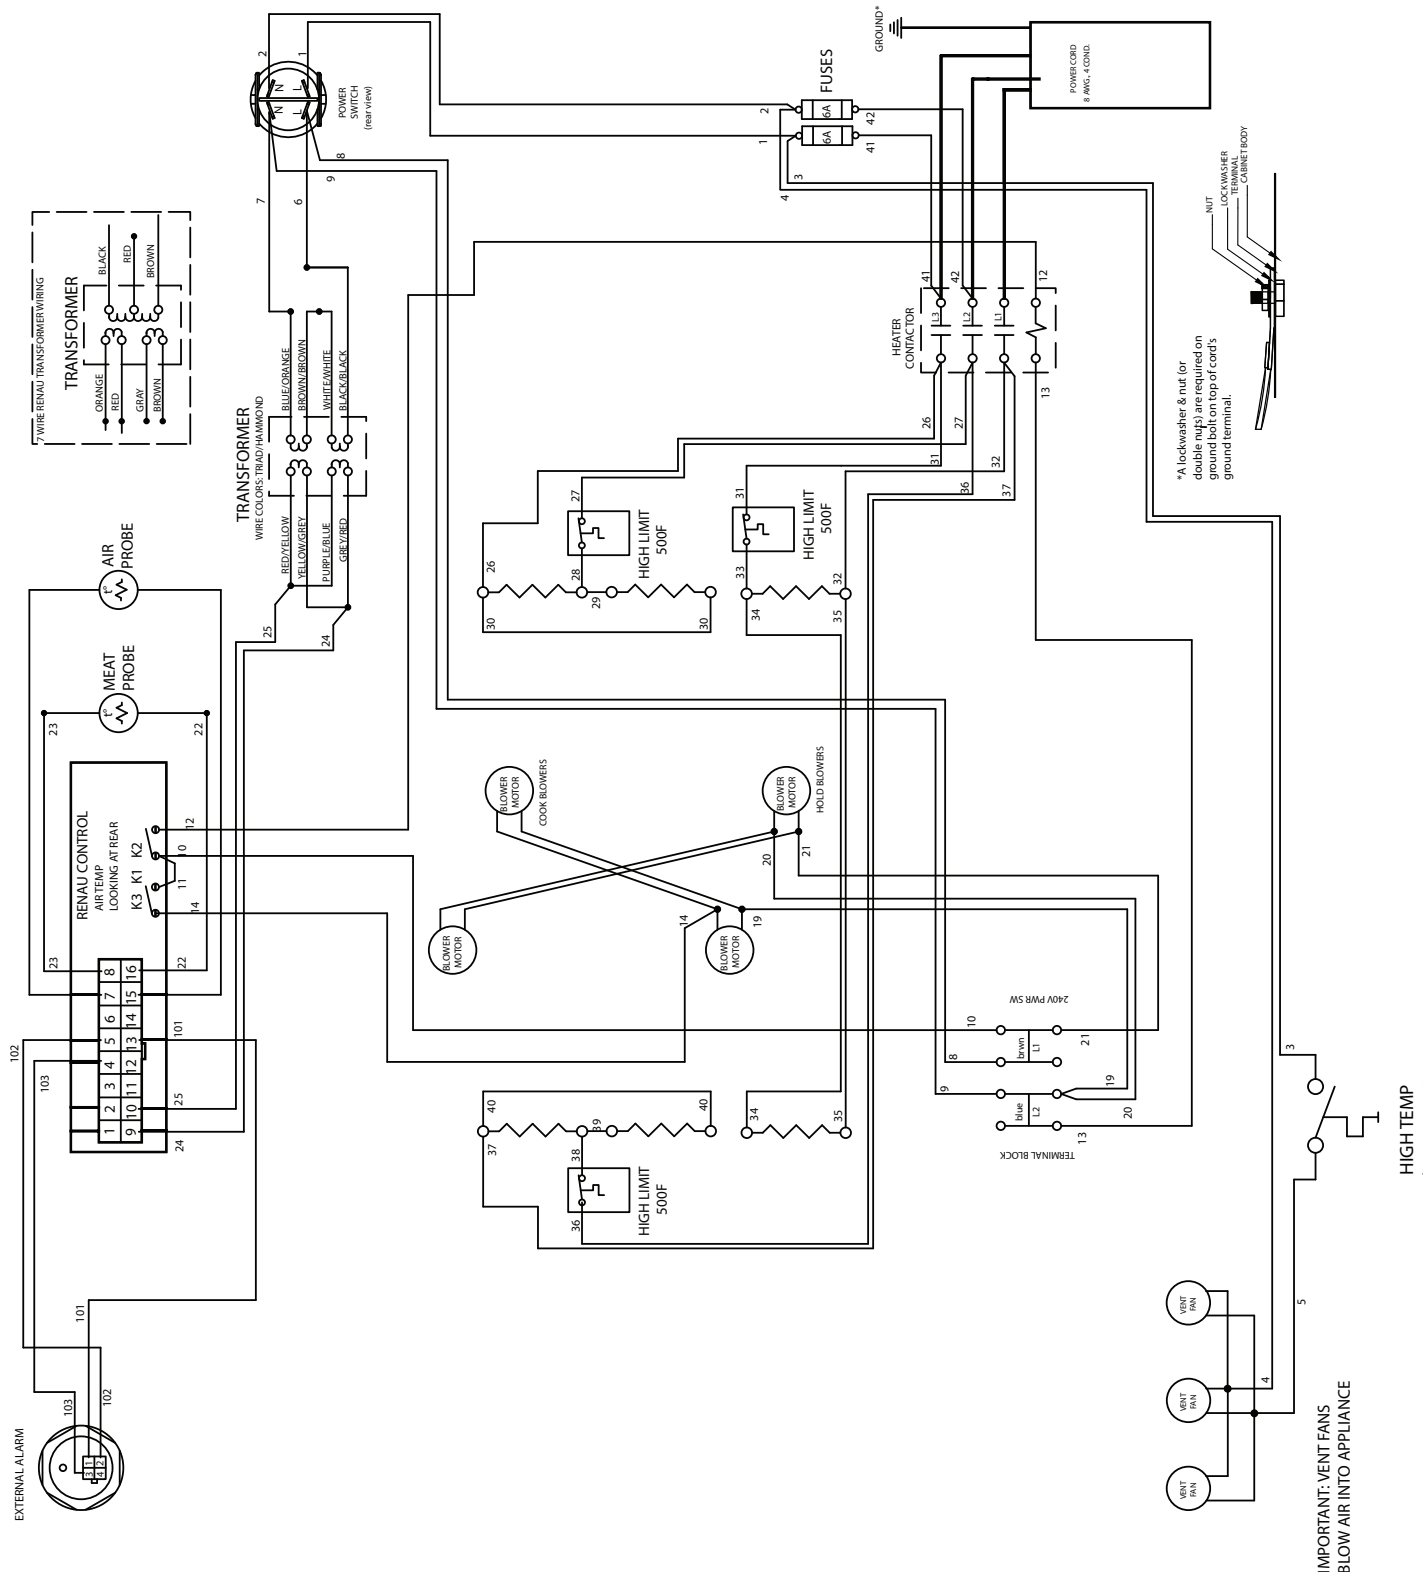 2
1
N
N
L
L
POWER
SWITCH
(rear view)
8
9
7
6
FUSES
6A
6A
2
1
42
41
3
4
GROUND*
POWER CORD
8 AWG, 4 COND.
NUT
LOCKWASHER
TERMINAL
CABINET BODY
*A lockwasher & nut (or
double nuts) are required on
ground bolt on top of cord's
ground terminal.
7 WIRE RENAU TRANSFORMER WIRING
TRANSFORMER
BLACK
RED
BROWN
ORANGE
RED
GRAY
BROWN
TRANSFORMER
WIRE COLORS: TRIAD/HAMMOND
BLUE/ORANGE
BROWN/BROWN
WHITE/WHITE
BLACK/BLACK
RED/YELLOW
YELLOW/GREY
PURPLE/BLUE
GREY/RED
25
24
HEATER
CONTACTOR
41
42
12
L3
L2
L1
13
26
27
31
32
36
37
27
HIGH LIMIT
500F
28
26
29
30
30
31
HIGH LIMIT
500F
33
32
34
35
AIR
PROBE
t°
MEAT
PROBE
t°
23
22
RENAU CONTROL
AIR TEMP
LOOKING AT REAR
K3 K1 K2
12
10
11
14
23
22
8
7
6
5
4
3
2
1
16
15
14
13
12
11
10
9
102
103
101
25
24
BLOWER
MOTOR
COOK BLOWERS
BLOWER
MOTOR
HOLD BLOWERS
20
21
BLOWER
MOTOR
BLOWER
MOTOR
14
19
240V PWR SW
10
8
9
brwn
L1
blue
L2
21
19
20
13
TERMINAL BLOCK
40
40
37
39
38
HIGH LIMIT
500F
36
34
35
3
HIGH TEMP
5
4
VENT
FAN
VENT
FAN
VENT
FAN
IMPORTANT: VENT FANS
BLOW AIR INTO APPLIANCE
EXTERNAL ALARM
103
101
102
3
1
4
2